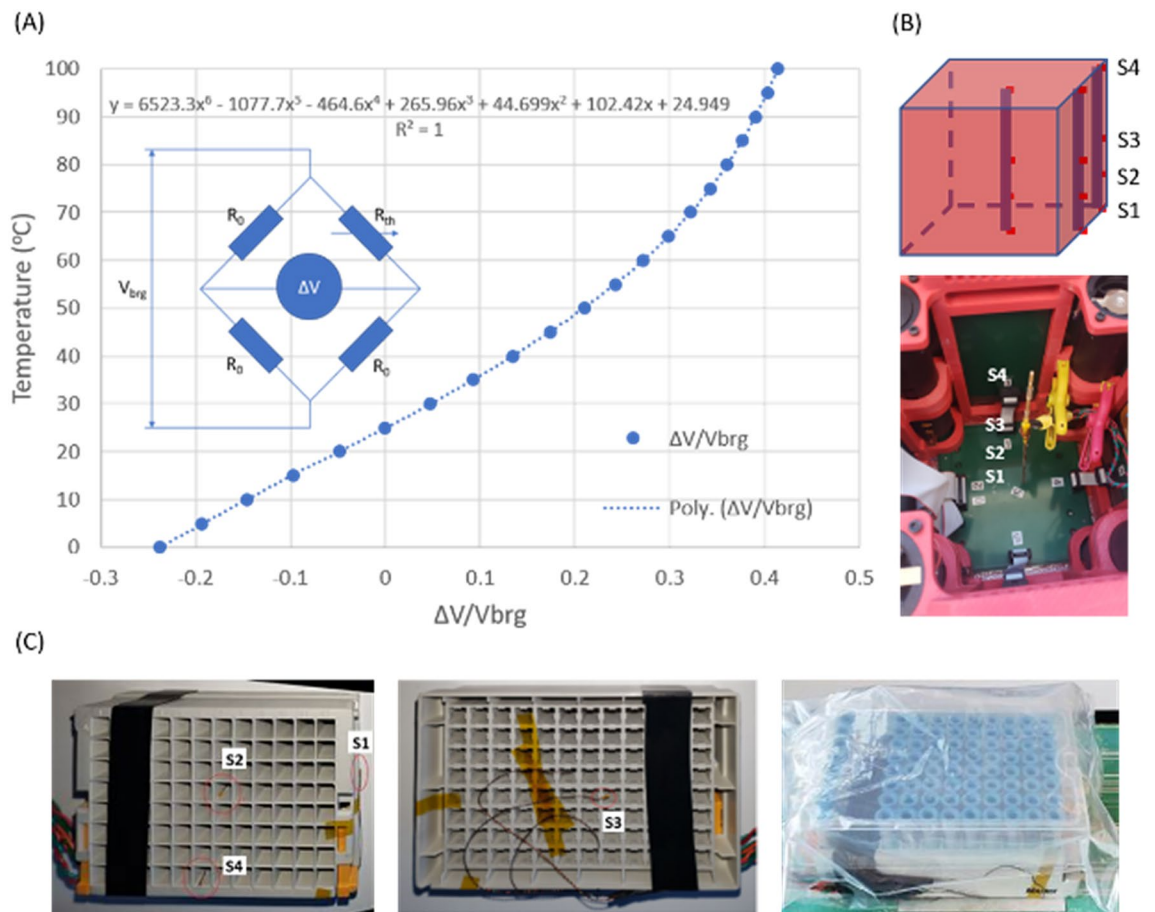 (A)
(B)
100
90
80
70
60
50
40
30
20
10
0
Temperature (ºC)
y = 6523.3x⁶ - 1077.7x⁵ - 464.6x⁴ + 265.96x³ + 44.699x² + 102.42x + 24.949
R² = 1
R₀
Rth
Vbrg
ΔV
R₀
R₀
ΔV/Vbrg
Poly. (ΔV/Vbrg)
-0.3
-0.2
-0.1
0
0.1
0.2
0.3
0.4
0.5
ΔV/Vbrg
S4
S3
S2
S1
S4
S3
S2
S1
(C)
S1
S2
S4
S3